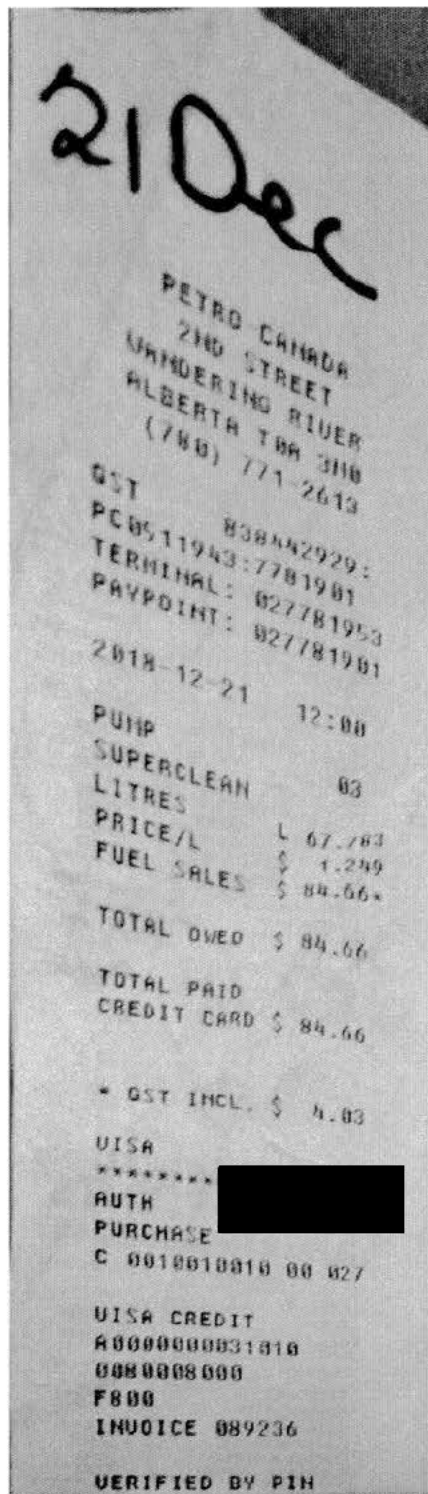 21 Dec
PETRO CANADA
2ND STREET
WANDERING RIVER
ALBERTA T0A 3M0
(780) 771-2613
GST 838442929:
PC0511943:7781901
TERMINAL: 027781953
PAYPOINT: 027781901
2018-12-21 12:00
PUMP 03
SUPERCLEAN
LITRES L 67.783
PRICE/L $ 1.249
FUEL SALES $ 84.66*
TOTAL OWED $ 84.66
TOTAL PAID
CREDIT CARD $ 84.66
* GST INCL. $ 4.03
VISA
********
AUTH
PURCHASE
C 0010010010 00 027
VISA CREDIT
A0000000031010
0080008000
F800
INVOICE 089236
VERIFIED BY PIN